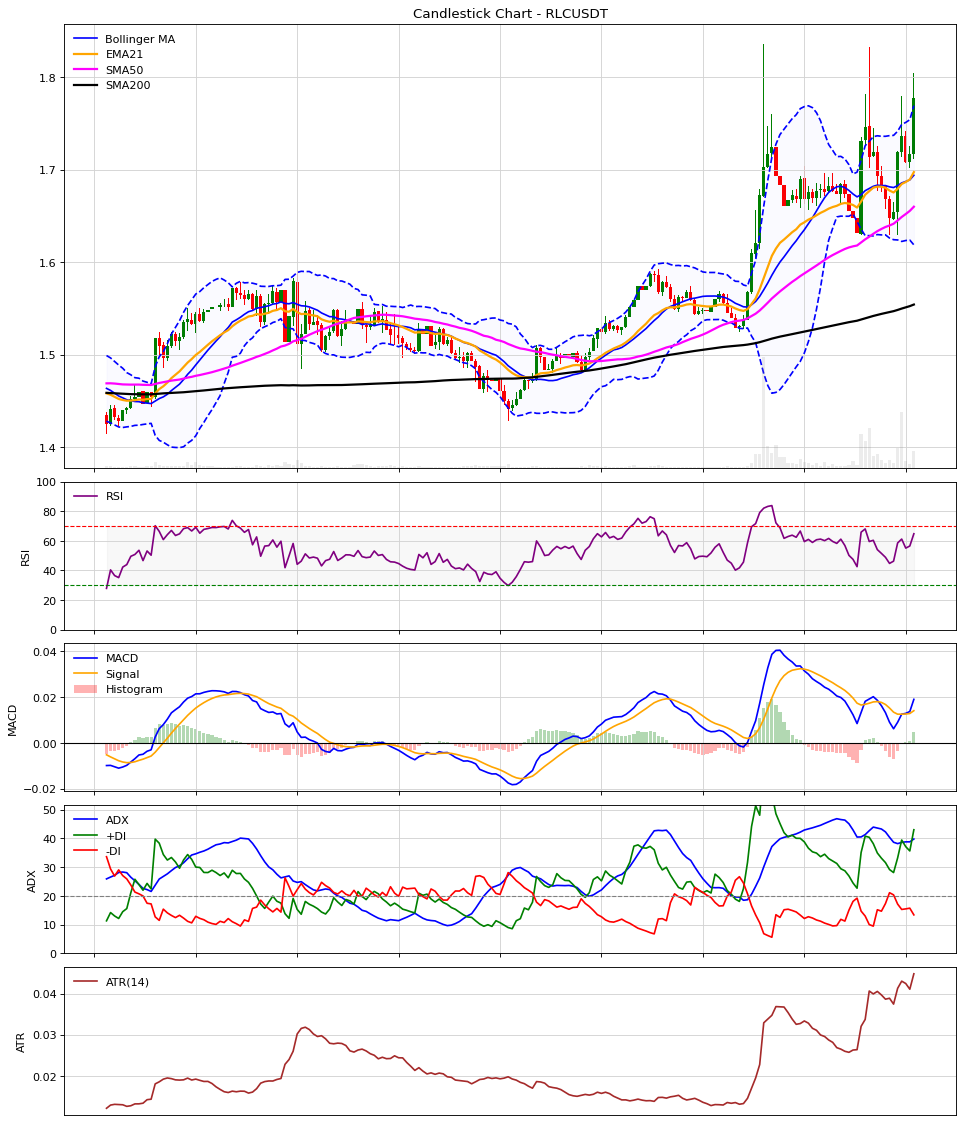 Candlestick Chart - RLCUSDT
Bollinger MA
EMA21
SMA50
SMA200
1.8
1.7
1.6
1.5
1.4
RSI
RSI
100
80
60
40
20
0
MACD
Signal
Histogram
MACD
0.04
0.02
0.00
−0.02
ADX
+DI
-DI
ADX
50
40
30
20
10
0
ATR(14)
ATR
0.04
0.03
0.02